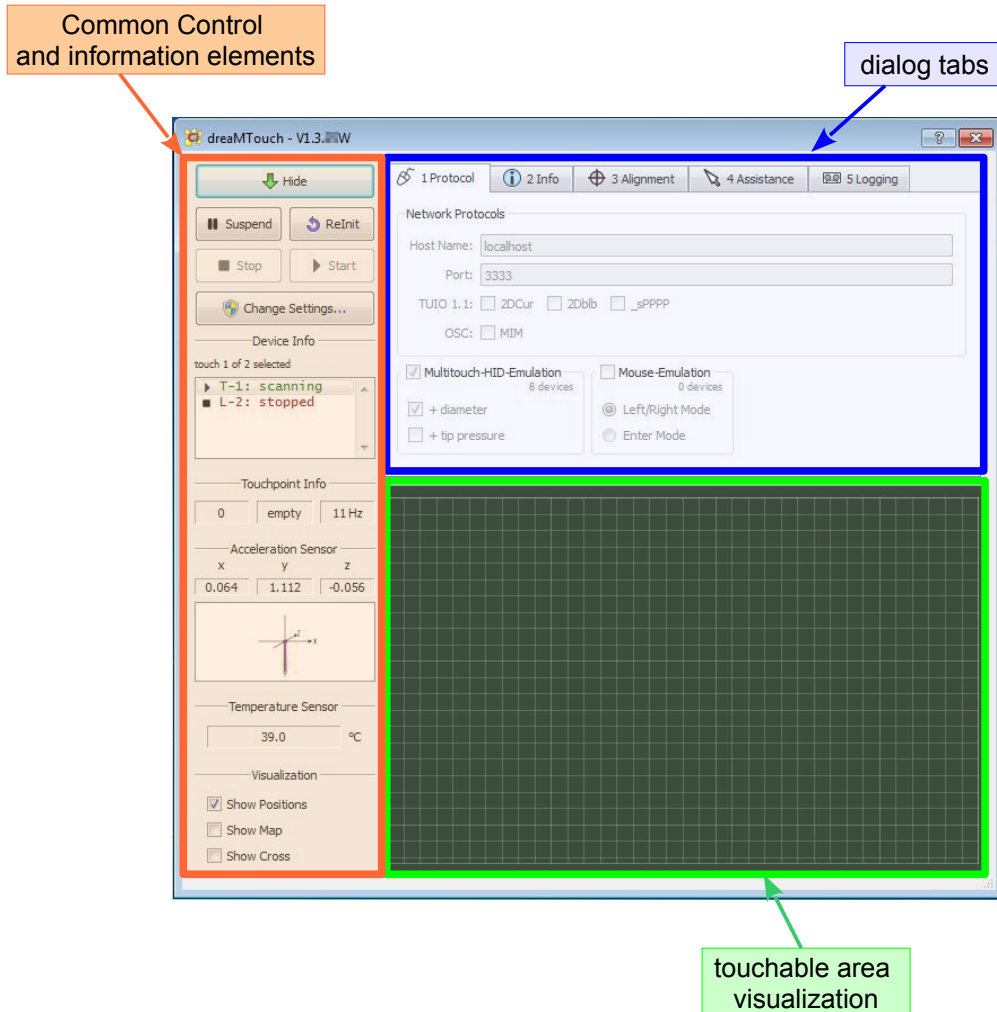 Common Control
and information elements
dialog tabs
dreaMTouch - V1.3. W
Hide
Suspend ReInit
Stop Start
Change Settings...
Device Info
touch 1 of 2 selected
T-1: scanning
L-2: stopped
Touchpoint Info
0 empty 11 Hz
Acceleration Sensor
x y z
0.064 1.112 -0.056
Z
X
Temperature Sensor
39.0 °C
Visualization
Show Positions
Show Map
Show Cross
1 Protocol 2 Info 3 Alignment 4 Assistance 5 Logging
Network Protocols
Host Name: localhost
Port: 3333
TUIO 1.1: 2DCur 2Dblb _sPPPP
OSC: MIM
Multitouch-HID-Emulation
8 devices
+ diameter
+ tip pressure
Mouse-Emulation
0 devices
Left/Right Mode
Enter Mode
touchable area
visualization